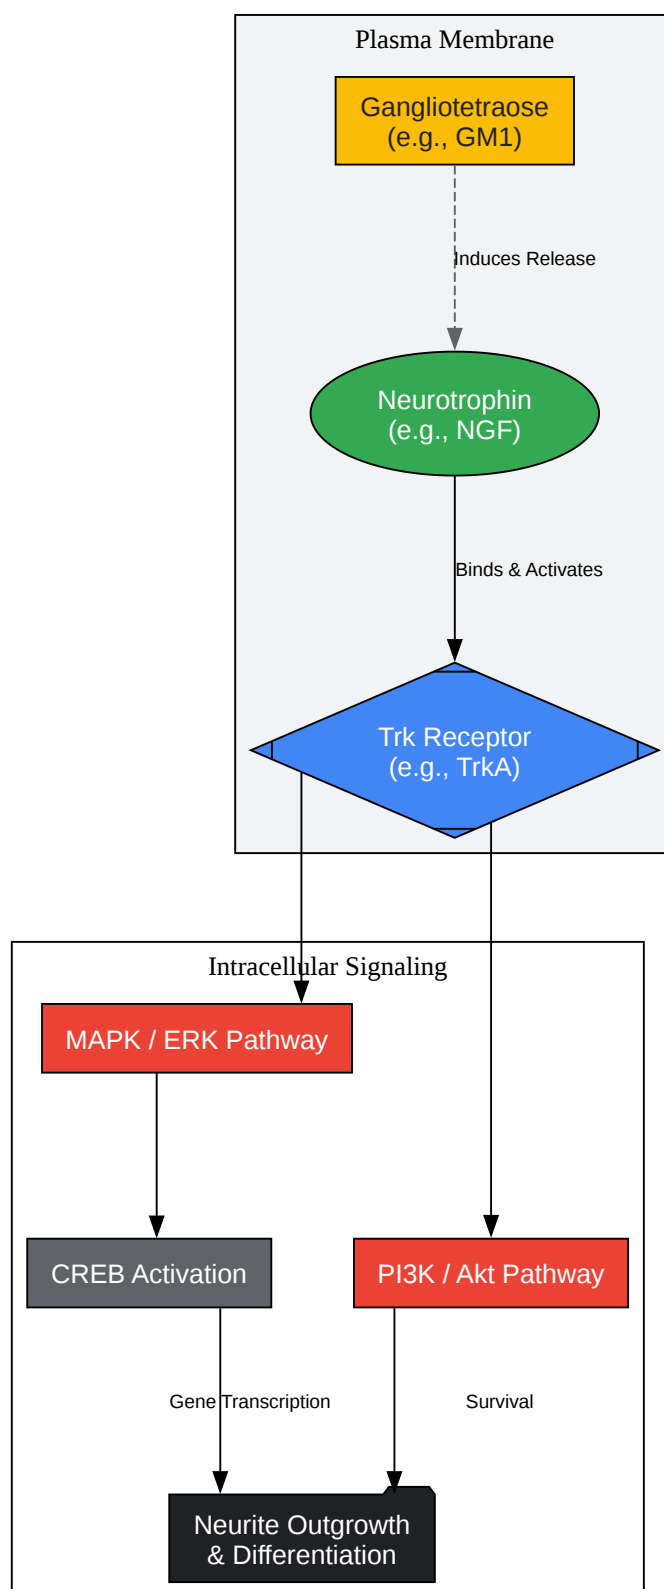 Plasma Membrane
Gangliotetraose
(e.g., GM1)
Induces Release
Neurotrophin
(e.g., NGF)
Binds & Activates
Trk Receptor
(e.g., TrkA)
Intracellular Signaling
MAPK / ERK Pathway
CREB Activation
PI3K / Akt Pathway
Gene Transcription
Survival
Neurite Outgrowth
& Differentiation